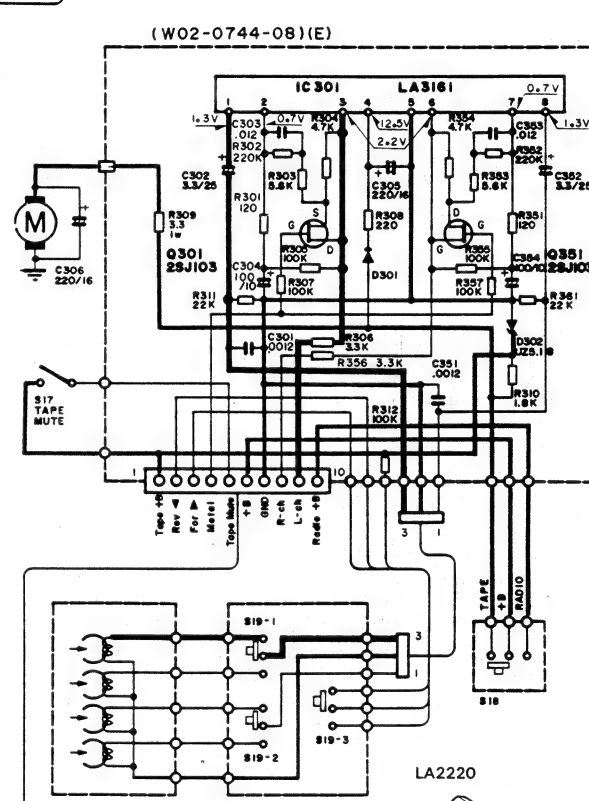 (W02-0744-08)(E)
IC301 LA3161
1 2 3 4 5 6 7 8
0.7V
1.3V
C303
.012
0.7V
R304
4.7K
12.5V
2.2V
R354
4.7K
C353
.012
1.3V
R302
220K
R352
220K
C302
3.3/25
R303
5.6K
C305
220/16
R353
5.6K
C352
3.3/25
R301
120
R308
220
R351
120
M
R309
3.3
1w
S
G
D
D
G
Q301
2SJ103
R305
100K
R355
100K
C354
100/10
Q351
2SJ103
C306
220/16
C304
100
/10
R307
100K
D301
R357
100K
R311
22K
R361
22K
C301
.0012
R306
3.3K
R356 3.3K
C351
.0012
D302
UZ5.1B
R310
1.8K
S17
TAPE
MUTE
R312
100K
1
10
Tape +B
Rev ◀
For ▶
Metal
Tape Mute
+B
GND
R-ch
L-ch
Radio +B
3 1
TAPE
+B
RADIO
S18
S19-1
3
1
S19-2
S19-3
LA2220